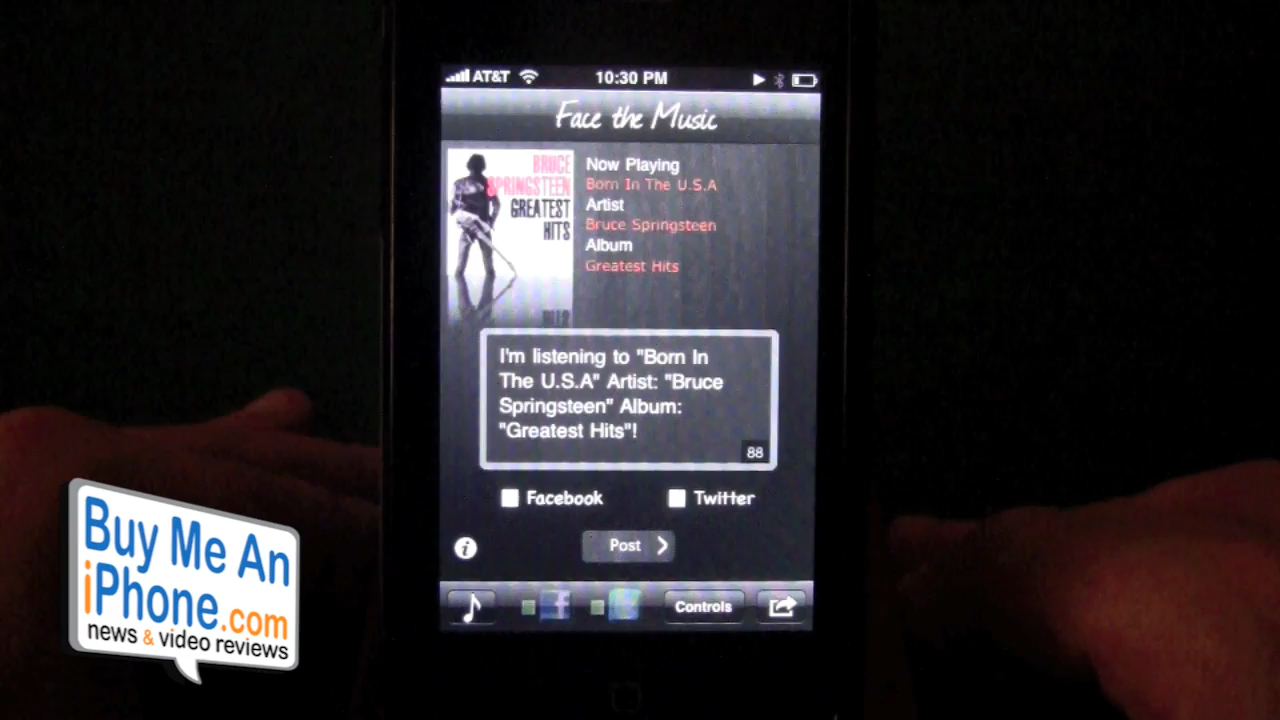 AT&T 10:30 PM
Face the Music
BRUCE
SPRINGSTEEN
GREATEST
HITS
HITS
Now Playing
Born In The U.S.A
Artist
Bruce Springsteen
Album
Greatest Hits
I'm listening to "Born In
The U.S.A" Artist: "Bruce
Springsteen" Album:
"Greatest Hits"!
88
Facebook Twitter
i Post
f Controls
Buy Me An
iPhone.com
news & video reviews